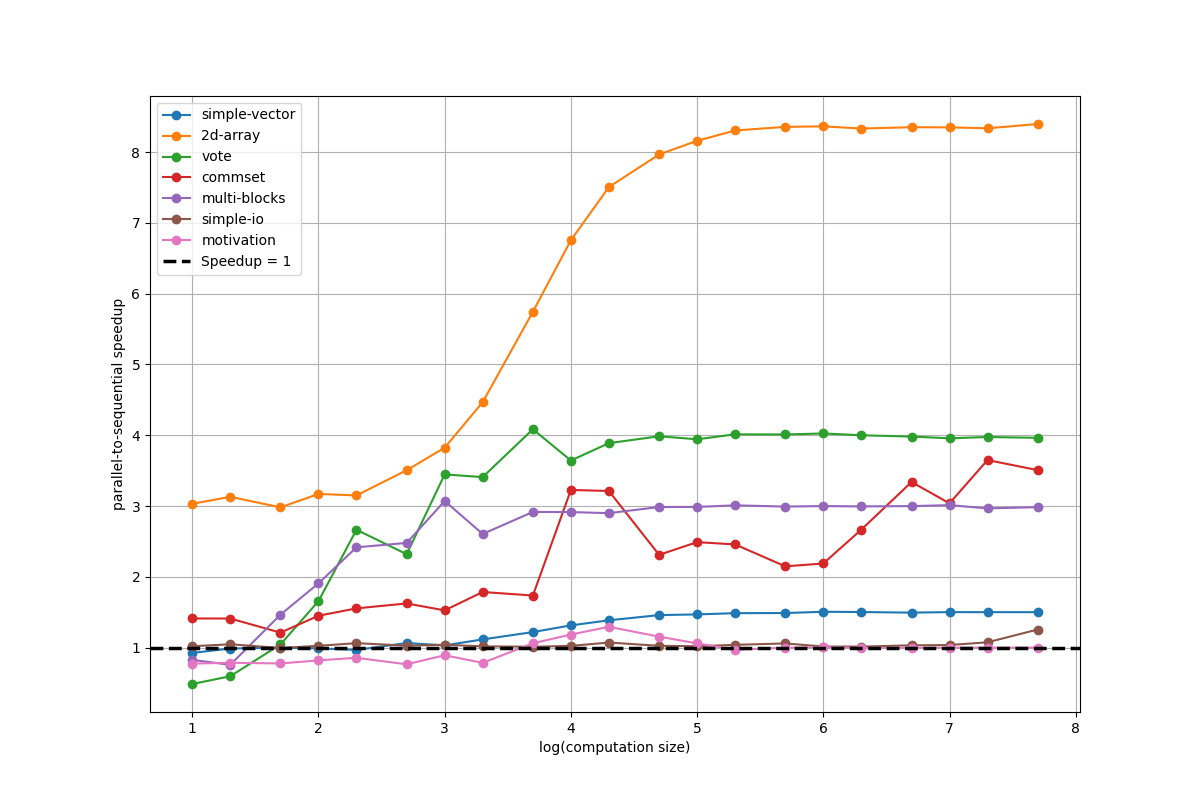 simple-vector
2d-array
vote
commset
multi-blocks
simple-io
motivation
Speedup = 1
parallel-to-sequential speedup
8
7
6
5
4
3
2
1
1 2 3 4 5 6 7 8
log(computation size)